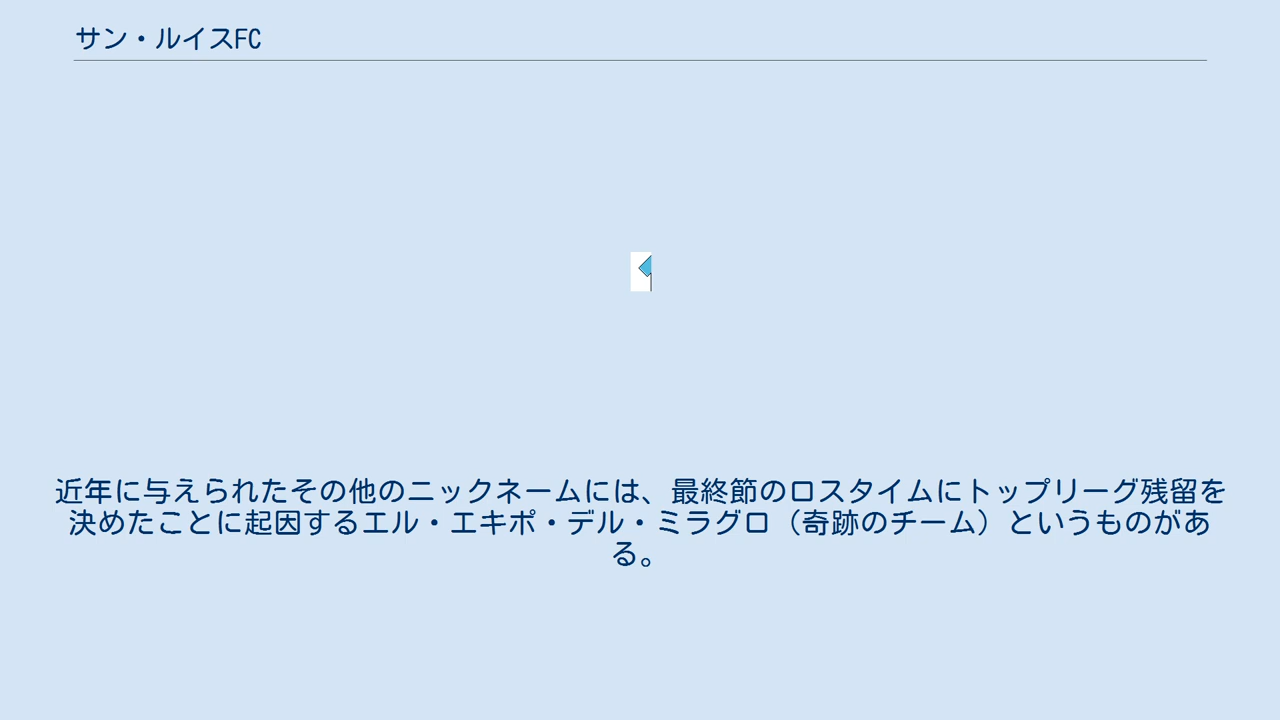 サン・ルイスFC
近年に与えられたその他のニックネームには、最終節のロスタイムにトップリーグ残留を
決めたことに起因するエル・エキポ・デル・ミラグロ（奇跡のチーム）というものがあ
る。